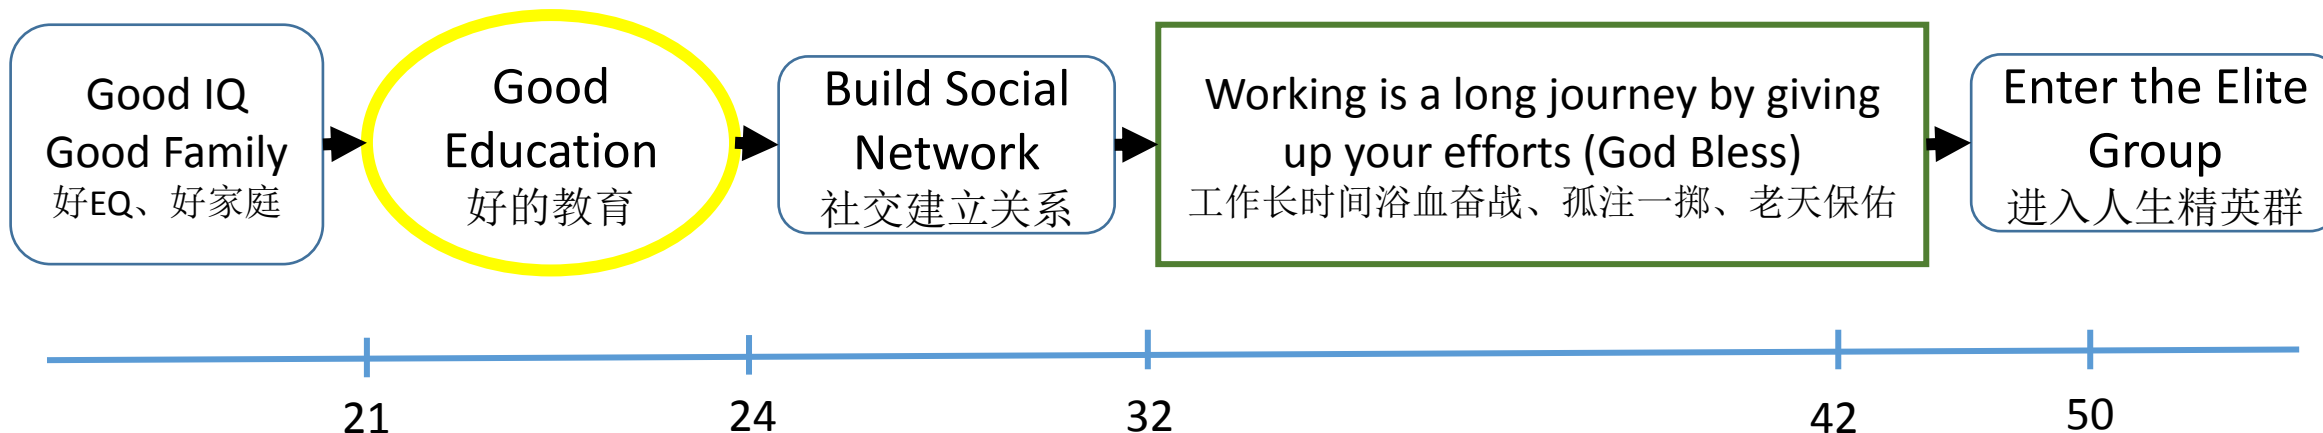 Good IQ
Good Family
好EQ、好家庭
Good
Education
好的教育
Build Social
Network
社交建立关系
Working is a long journey by giving
up your efforts (God Bless)
工作长时间浴血奋战、孤注一掷、老天保佑
Enter the Elite
Group
进入人生精英群
21
24
32
42
50